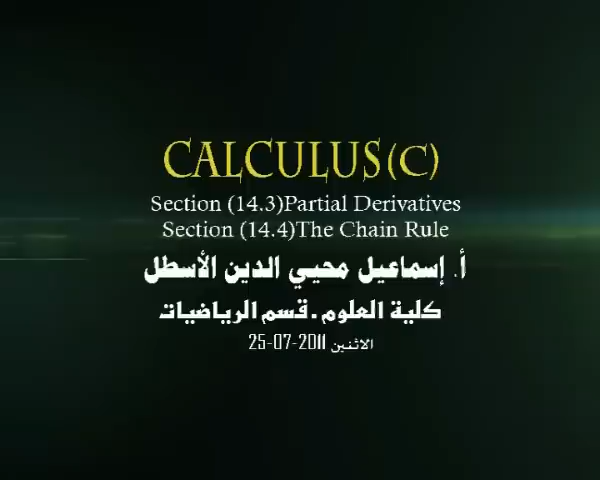 CALCULUS(C)
Section (14.3)Partial Derivatives
Section (14.4)The Chain Rule
أ. إسماعيل محيي الدين الأسطل
كلية العلوم - قسم الرياضيات
الاثنين 25-07-2011